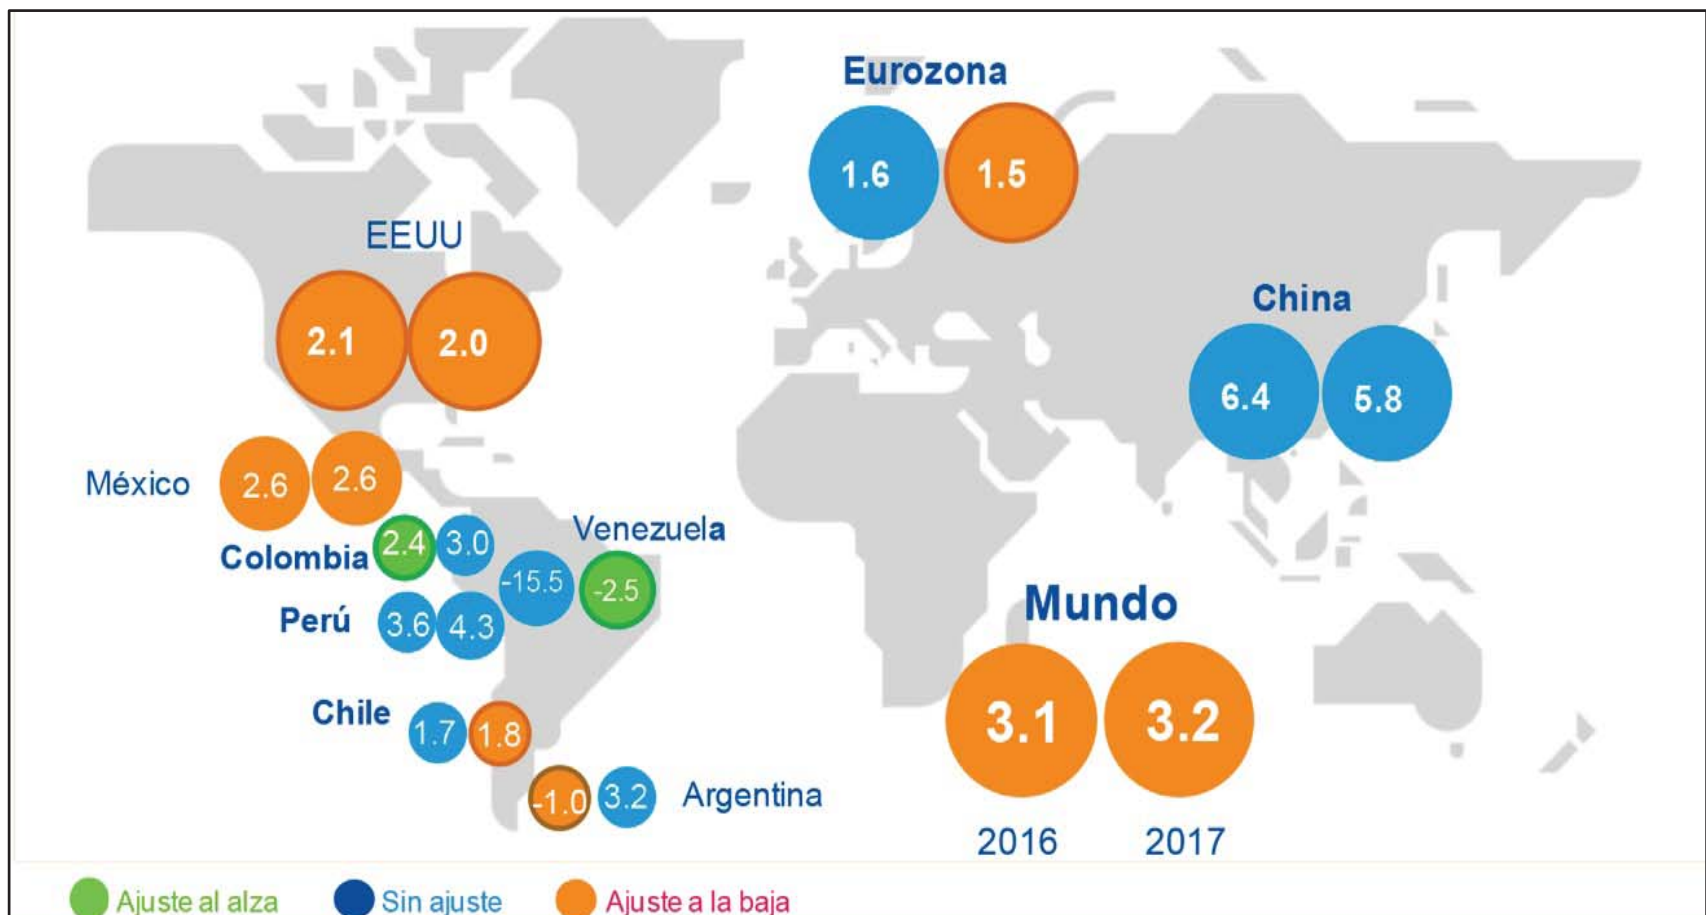 Eurozona
1.6 1.5
EEUU
2.1 2.0
China
6.4 5.8
México 2.6 2.6
Colombia 2.4 3.0
Venezuela
-15.5 -2.5
Perú 3.6 4.3
Chile 1.7 1.8
-1.0 3.2 Argentina
Mundo
3.1 3.2
2016 2017
Ajuste al alza Sin ajuste Ajuste a la baja